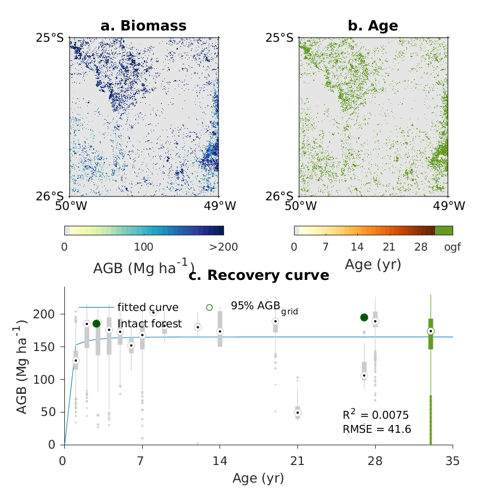 a. Biomass
b. Age
25°S
25°S
26°S
26°S
50°W
49°W
50°W
49°W
0
100
>200
0
7
14
21
28
ogf
AGB (Mg ha⁻¹)
Age (yr)
c. Recovery curve
fitted curve
95% AGB_grid
Intact forest
200
150
100
50
0
AGB (Mg ha⁻¹)
R² = 0.0075
RMSE = 41.6
0
7
14
21
28
35
Age (yr)